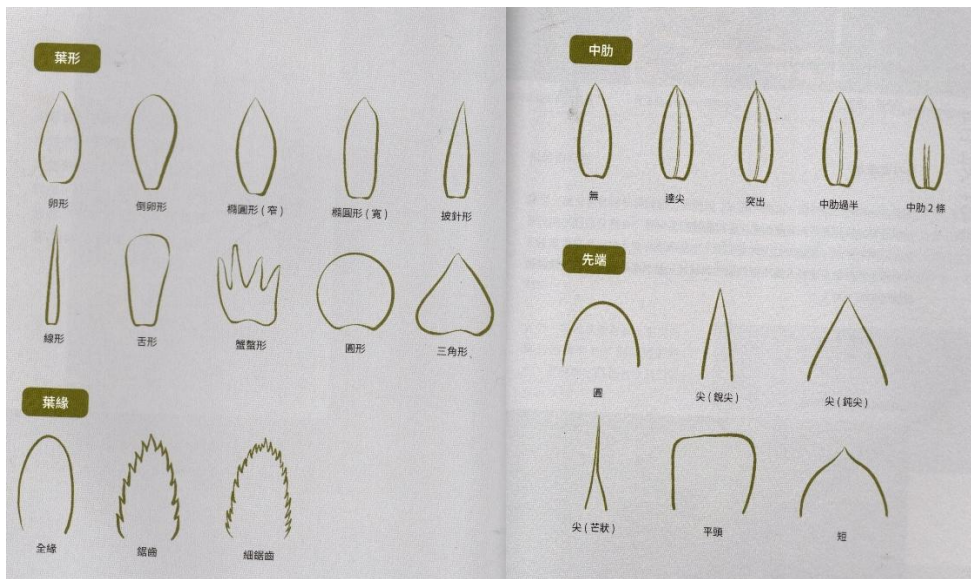 葉形
卵形
倒卵形
橢圓形（窄）
橢圓形（寬）
披針形
線形
舌形
蟹螯形
圓形
三角形
葉緣
全緣
鋸齒
細鋸齒
中肋
無
達尖
突出
中肋過半
中肋2條
先端
圓
尖（銳尖）
尖（鈍尖）
尖（芒狀）
平頭
短